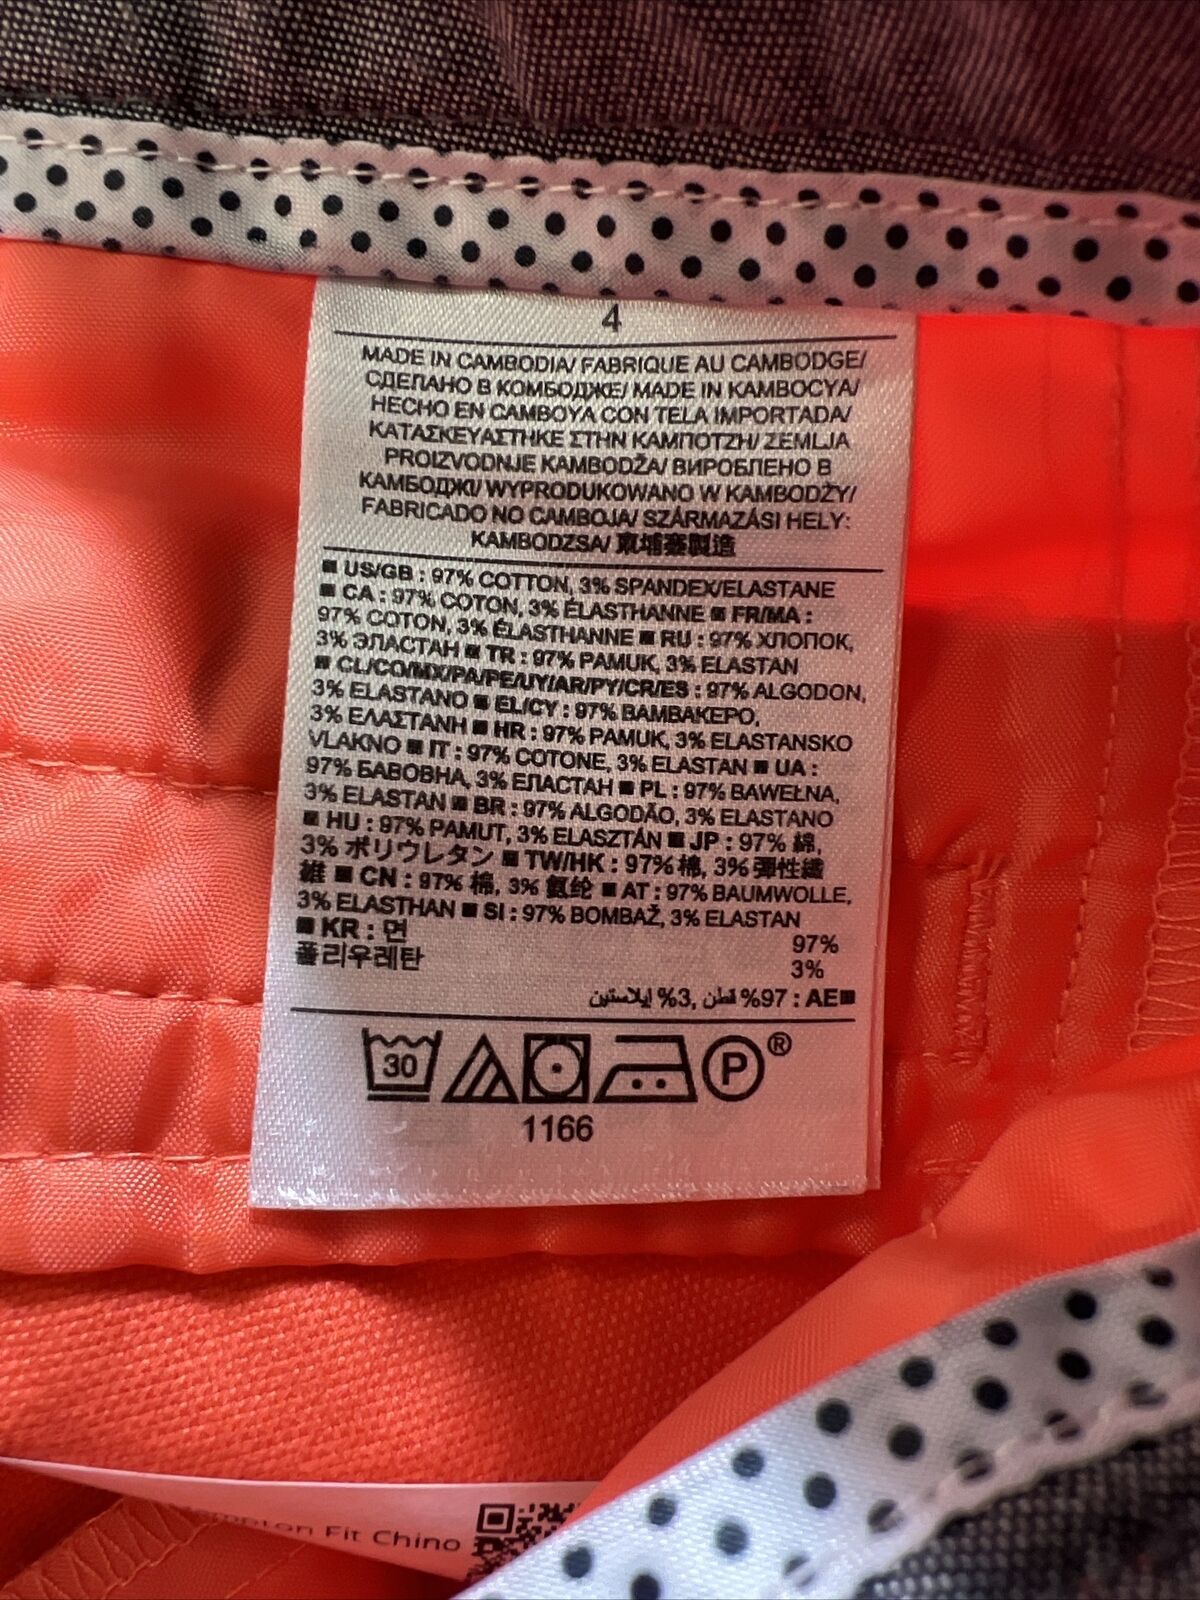 4
MADE IN CAMBODIA/ FABRIQUE AU CAMBODGE/
СДЕЛАНО В КОМБОДЖЕ/ MADE IN KAMBOCYA/
HECHO EN CAMBOYA CON TELA IMPORTADA/
ΚΑΤΑΣΚΕΥΑΣΤΗΚΕ ΣΤΗΝ ΚΑΜΠΟΤΖΗ/ ZEMLJA
PROIZVODNJE KAMBODŽA/ ВИРОБЛЕНО В
КАМБОДЖІ/ WYPRODUKOWANO W KAMBODŻY/
FABRICADO NO CAMBOJA/ SZÁRMAZÁSI HELY:
KAMBODZSA/ 柬埔寨製造
■ US/GB : 97% COTTON, 3% SPANDEX/ELASTANE
■ CA : 97% COTON, 3% ÉLASTHANNE ■ FR/MA :
97% COTON, 3% ÉLASTHANNE ■ RU : 97% ХЛОПОК,
3% ЭЛАСТАН ■ TR : 97% PAMUK, 3% ELASTAN
■ CL/CO/MX/PA/PE/UY/AR/PY/CR/ES : 97% ALGODON,
3% ELASTANO ■ EL/CY : 97% ΒΑΜΒΑΚΕΡΟ,
3% ΕΛΑΣΤΑΝΗ ■ HR : 97% PAMUK, 3% ELASTANSKO
VLAKNO ■ IT : 97% COTONE, 3% ELASTAN ■ UA :
97% БАВОВНА, 3% ЕЛАСТАН ■ PL : 97% BAWEŁNA,
3% ELASTAN ■ BR : 97% ALGODÃO, 3% ELASTANO
■ HU : 97% PAMUT, 3% ELASZTÁN ■ JP : 97% 綿,
3% ポリウレタン ■ TW/HK : 97% 棉, 3% 彈性纖
維 ■ CN : 97% 棉, 3% 氨纶 ■ AT : 97% BAUMWOLLE,
3% ELASTHAN ■ SI : 97% BOMBAŽ, 3% ELASTAN
■ KR : 면 97%
폴리우레탄 3%
■AE : 97% قطن, 3% إيلاستين
30 P ®
1166
Fit Chino